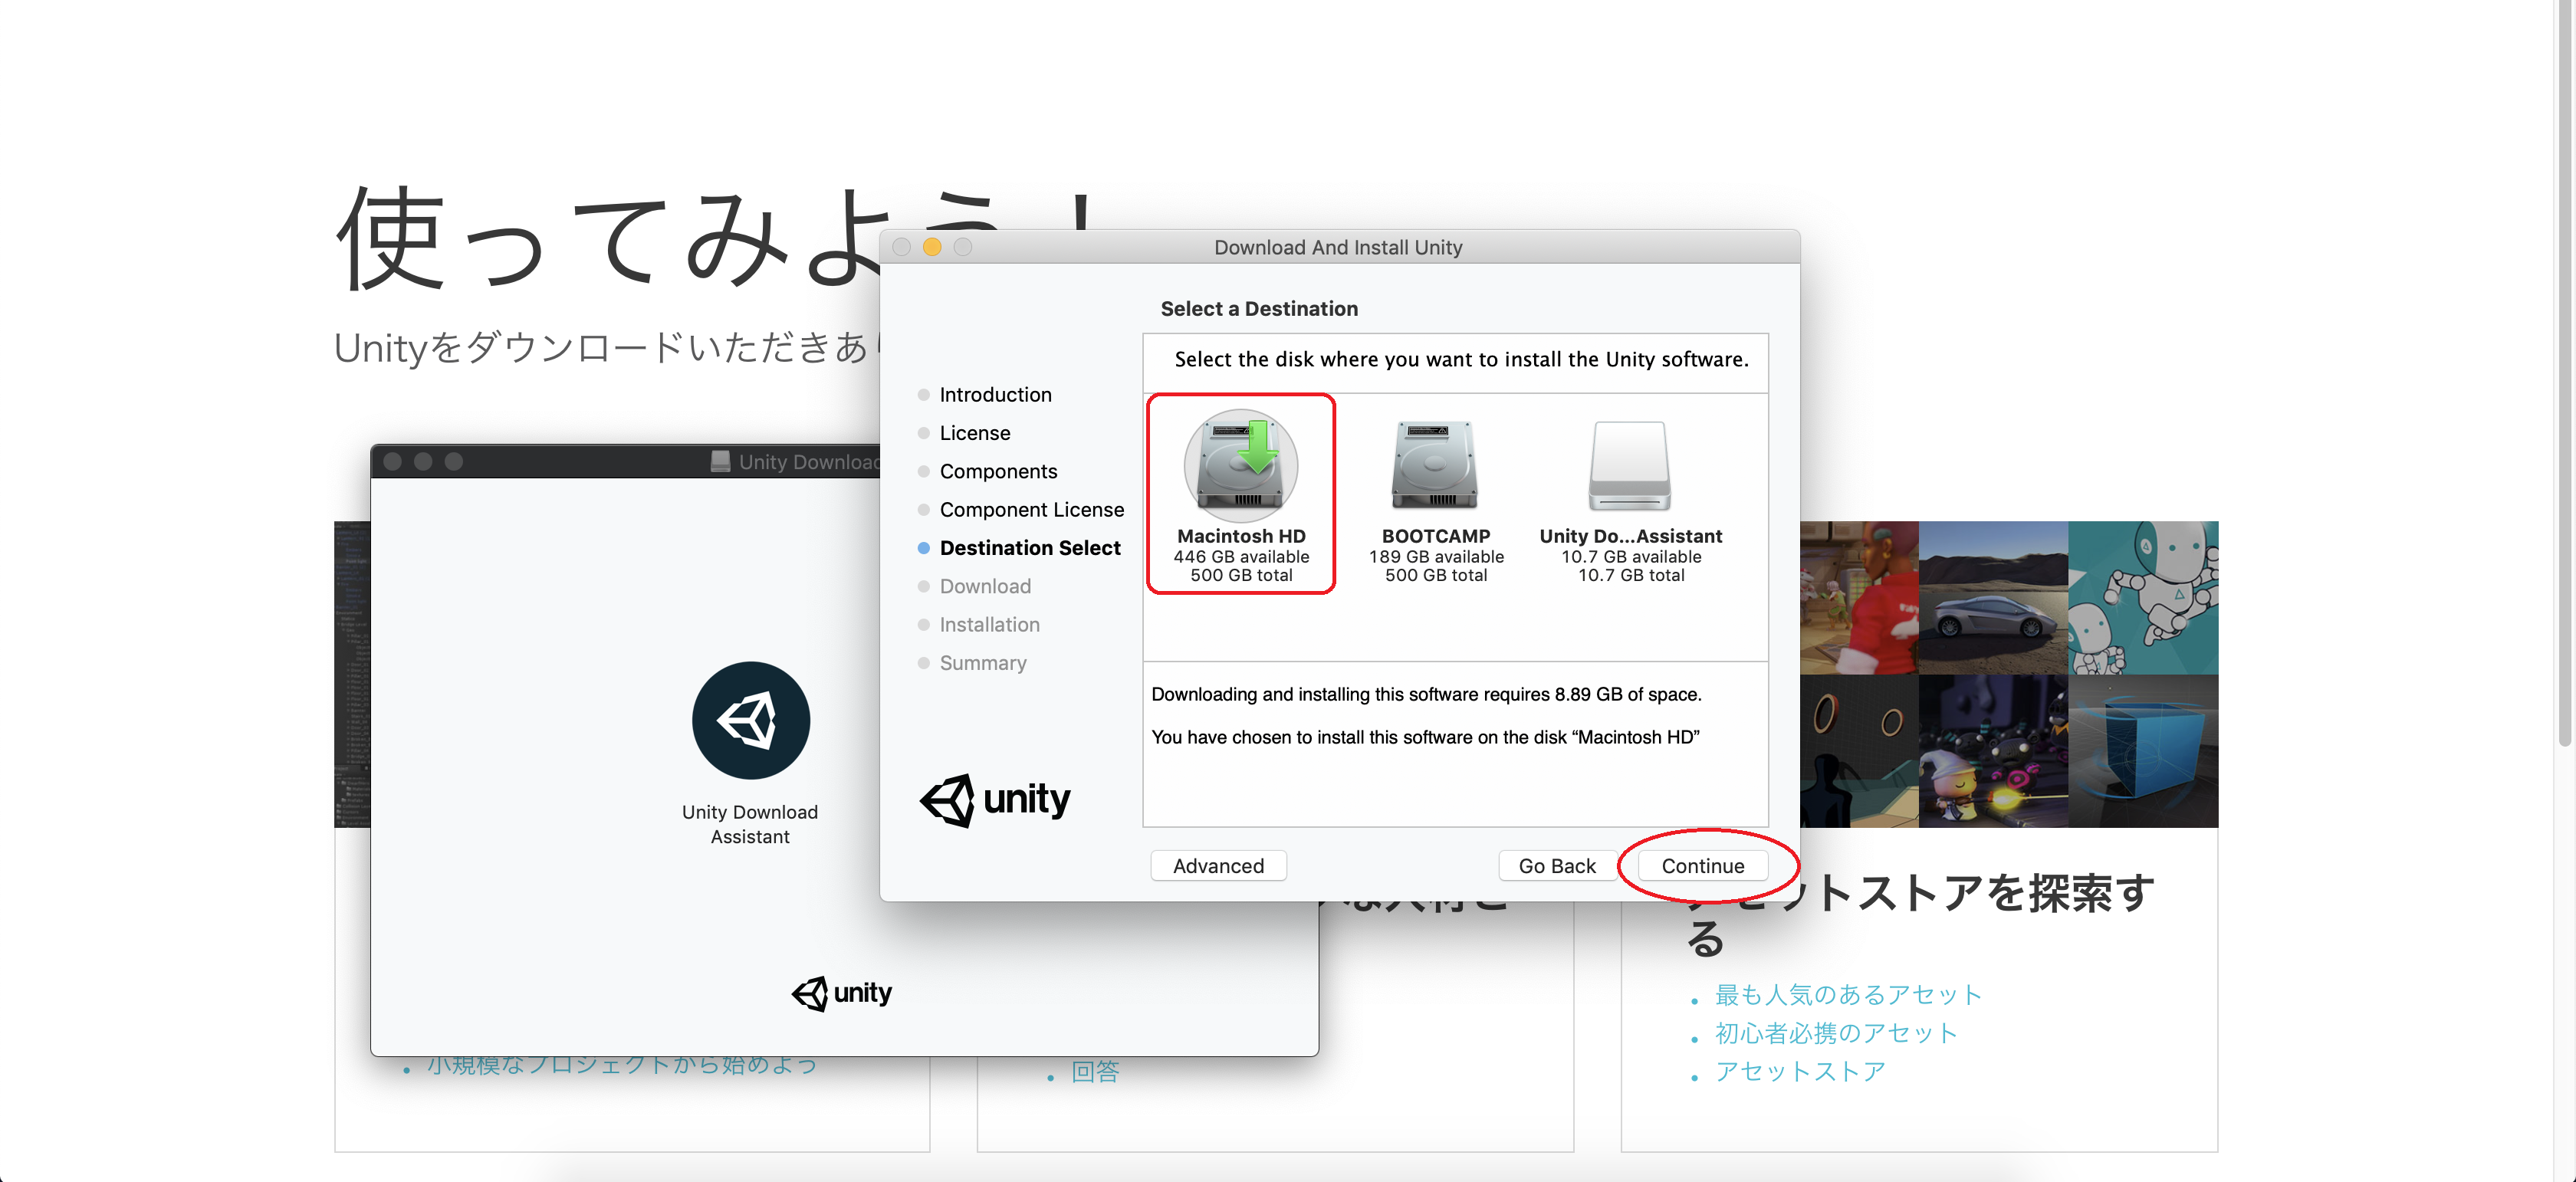 使ってみよう！
Unityをダウンロードいただきあ
Download And Install Unity
Select a Destination
Select the disk where you want to install the Unity software.
Introduction
License
Components
Component License
Destination Select
Download
Installation
Summary
Macintosh HD
446 GB available
500 GB total
BOOTCAMP
189 GB available
500 GB total
Unity Do...Assistant
10.7 GB available
10.7 GB total
Downloading and installing this software requires 8.89 GB of space.
You have chosen to install this software on the disk “Macintosh HD”
unity
Advanced
Go Back
Continue
Unity Download
Unity Download
Assistant
unity
小規模なプロジェクトから始めよう
回答
アセットストアを探索す
る
最も人気のあるアセット
初心者必携のアセット
アセットストア